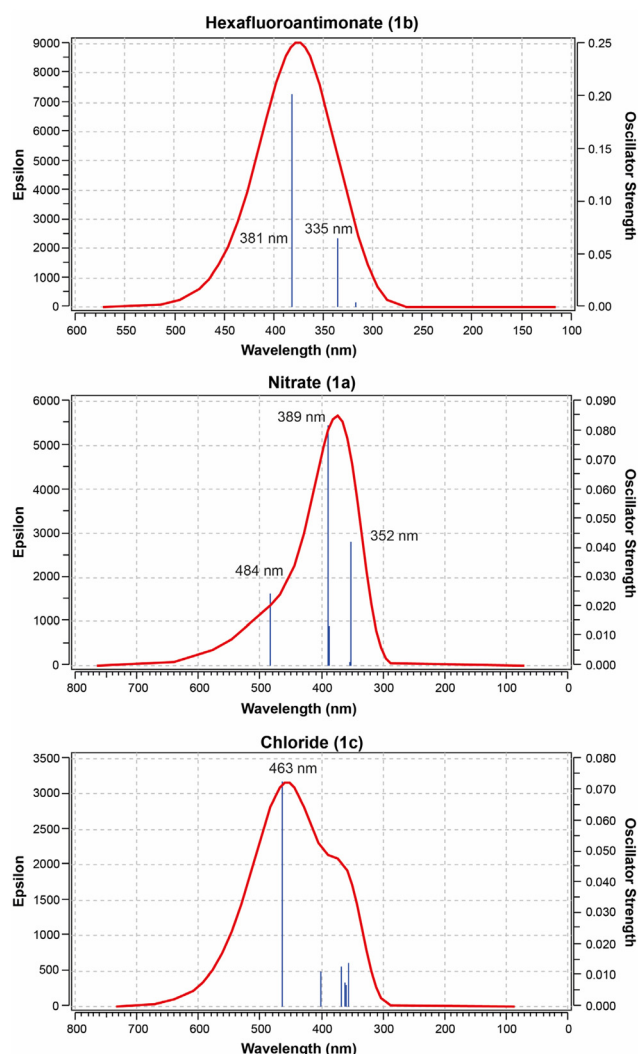 Hexafluoroantimonate (1b)
9000
8000
7000
6000
5000
4000
3000
2000
1000
0
Epsilon
0.25
0.20
0.15
0.10
0.05
0.00
Oscillator Strength
381 nm
335 nm
600 550 500 450 400 350 300 250 200 150 100
Wavelength (nm)
Nitrate (1a)
6000
5000
4000
3000
2000
1000
0
Epsilon
0.090
0.080
0.070
0.060
0.050
0.040
0.030
0.020
0.010
0.000
Oscillator Strength
389 nm
352 nm
484 nm
800 700 600 500 400 300 200 100 0
Wavelength (nm)
Chloride (1c)
463 nm
3500
3000
2500
2000
1500
1000
500
0
Epsilon
0.080
0.070
0.060
0.050
0.040
0.030
0.020
0.010
0.000
Oscillator Strength
800 700 600 500 400 300 200 100 0
Wavelength (nm)